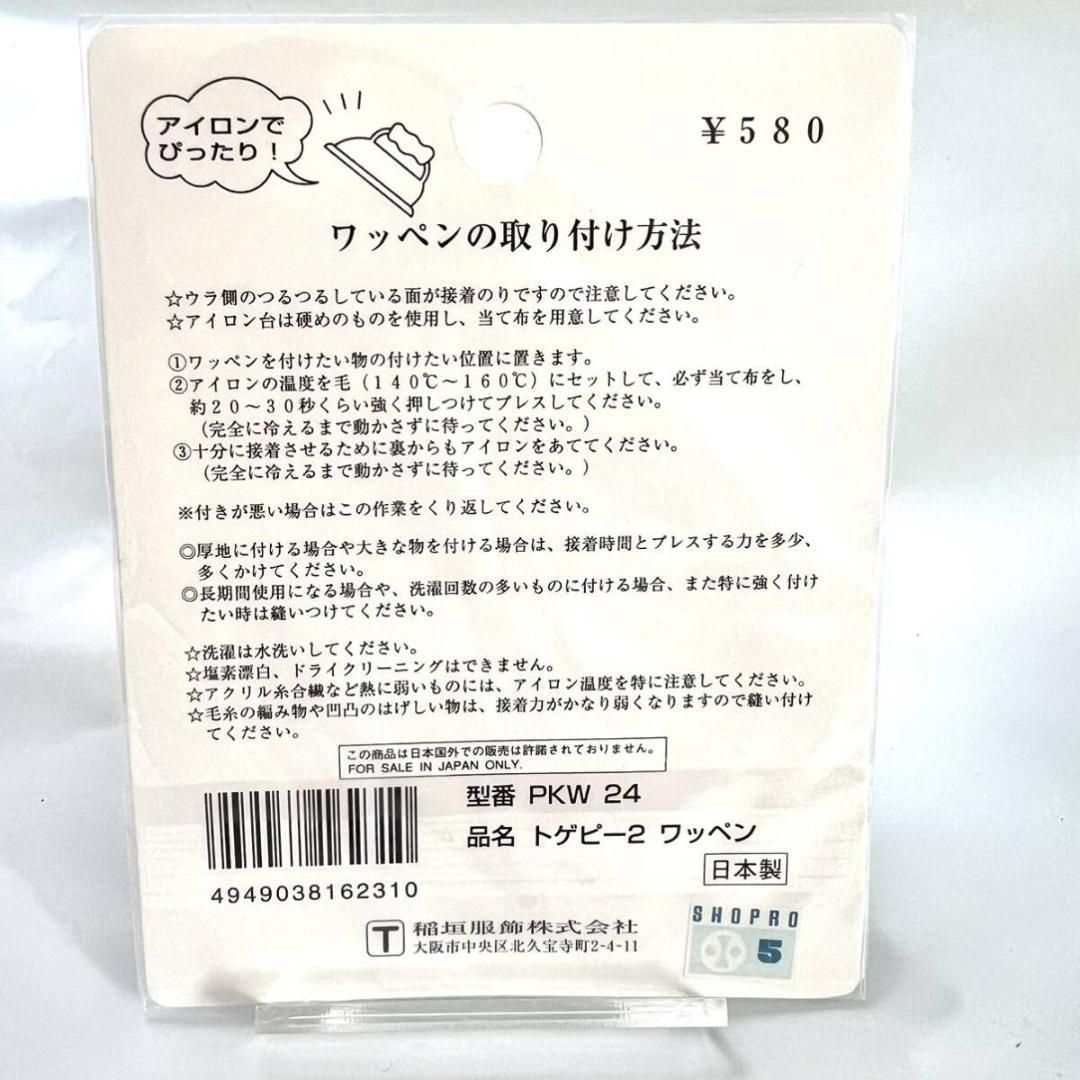 アイロンで
ぴったり！
¥580
ワッペンの取り付け方法
☆ウラ側のつるつるしている面が接着のりですので注意してください。
☆アイロン台は硬めのものを使用し、当て布を用意してください。
①ワッペンを付けたい物の付けたい位置に置きます。
②アイロンの温度を毛（１４０℃～１６０℃）にセットして、必ず当て布をし、
約２０～３０秒くらい強く押しつけてプレスしてください。
（完全に冷えるまで動かさずに待ってください。）
③十分に接着させるために裏からもアイロンをあててください。
（完全に冷えるまで動かさずに待ってください。）
※付きが悪い場合はこの作業をくり返してください。
◎厚地に付ける場合や大きな物を付ける場合は、接着時間とプレスする力を多少、
多くかけてください。
◎長期間使用になる場合や、洗濯回数の多いものに付ける場合、また特に強く付け
たい時は縫いつけてください。
☆洗濯は水洗いしてください。
☆塩素漂白、ドライクリーニングはできません。
☆アクリル糸合繊など熱に弱いものには、アイロン温度を特に注意してください。
☆毛糸の編み物や凹凸のはげしい物は、接着力がかなり弱くなりますので縫い付け
てください。
この商品は日本国外での販売は許諾されておりません。
FOR SALE IN JAPAN ONLY.
型番 PKW 24
品名 トゲピー2 ワッペン
日本製
4949038162310
T 稲垣服飾株式会社
大阪市中央区北久宝寺町2-4-11
SHOPRO
5